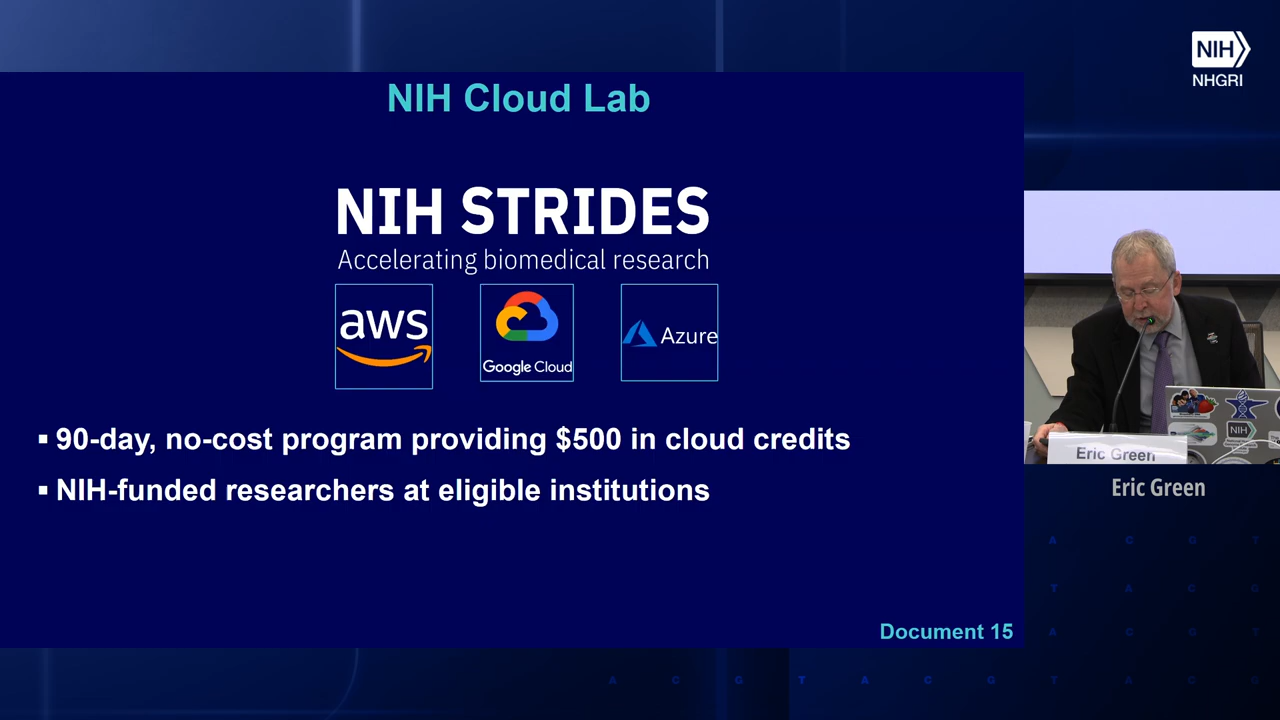 NIH
NHGRI
NIH Cloud Lab
NIH STRIDES
Accelerating biomedical research
aws
Google Cloud
Azure
▪ 90-day, no-cost program providing $500 in cloud credits
▪ NIH-funded researchers at eligible institutions
Document 15
NIH
Eric Green
Eric Green
A C G T
T A C G
A C G T
A C G T A C G T A C G